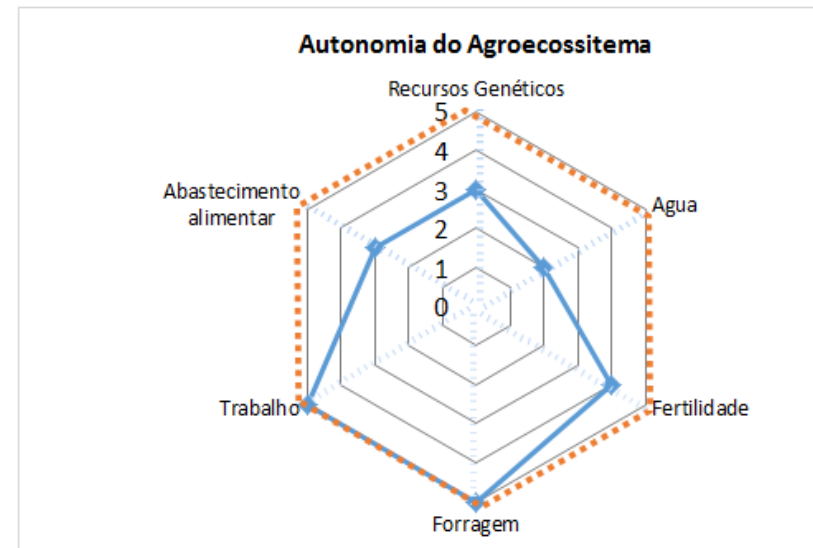 Autonomia do Agroecossitema
Recursos Genéticos
5
4
3
2
1
0
Abastecimento
alimentar
Agua
Trabalho
Fertilidade
Forragem